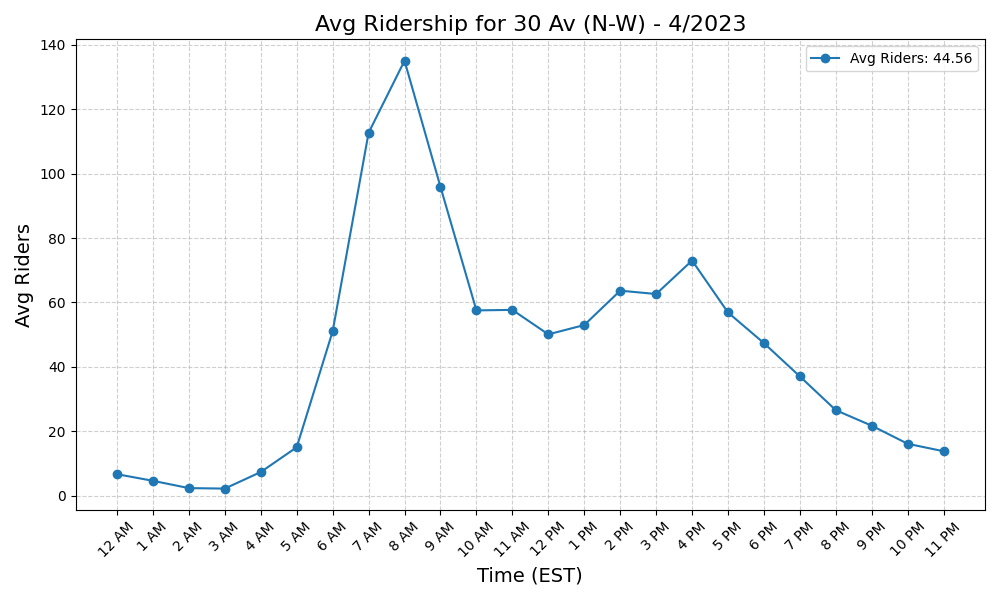 Avg Ridership for 30 Av (N-W) - 4/2023
Avg Riders: 44.56
Avg Riders
140
120
100
80
60
40
20
0
12 AM
1 AM
2 AM
3 AM
4 AM
5 AM
6 AM
7 AM
8 AM
9 AM
10 AM
11 AM
12 PM
1 PM
2 PM
3 PM
4 PM
5 PM
6 PM
7 PM
8 PM
9 PM
10 PM
11 PM
Time (EST)